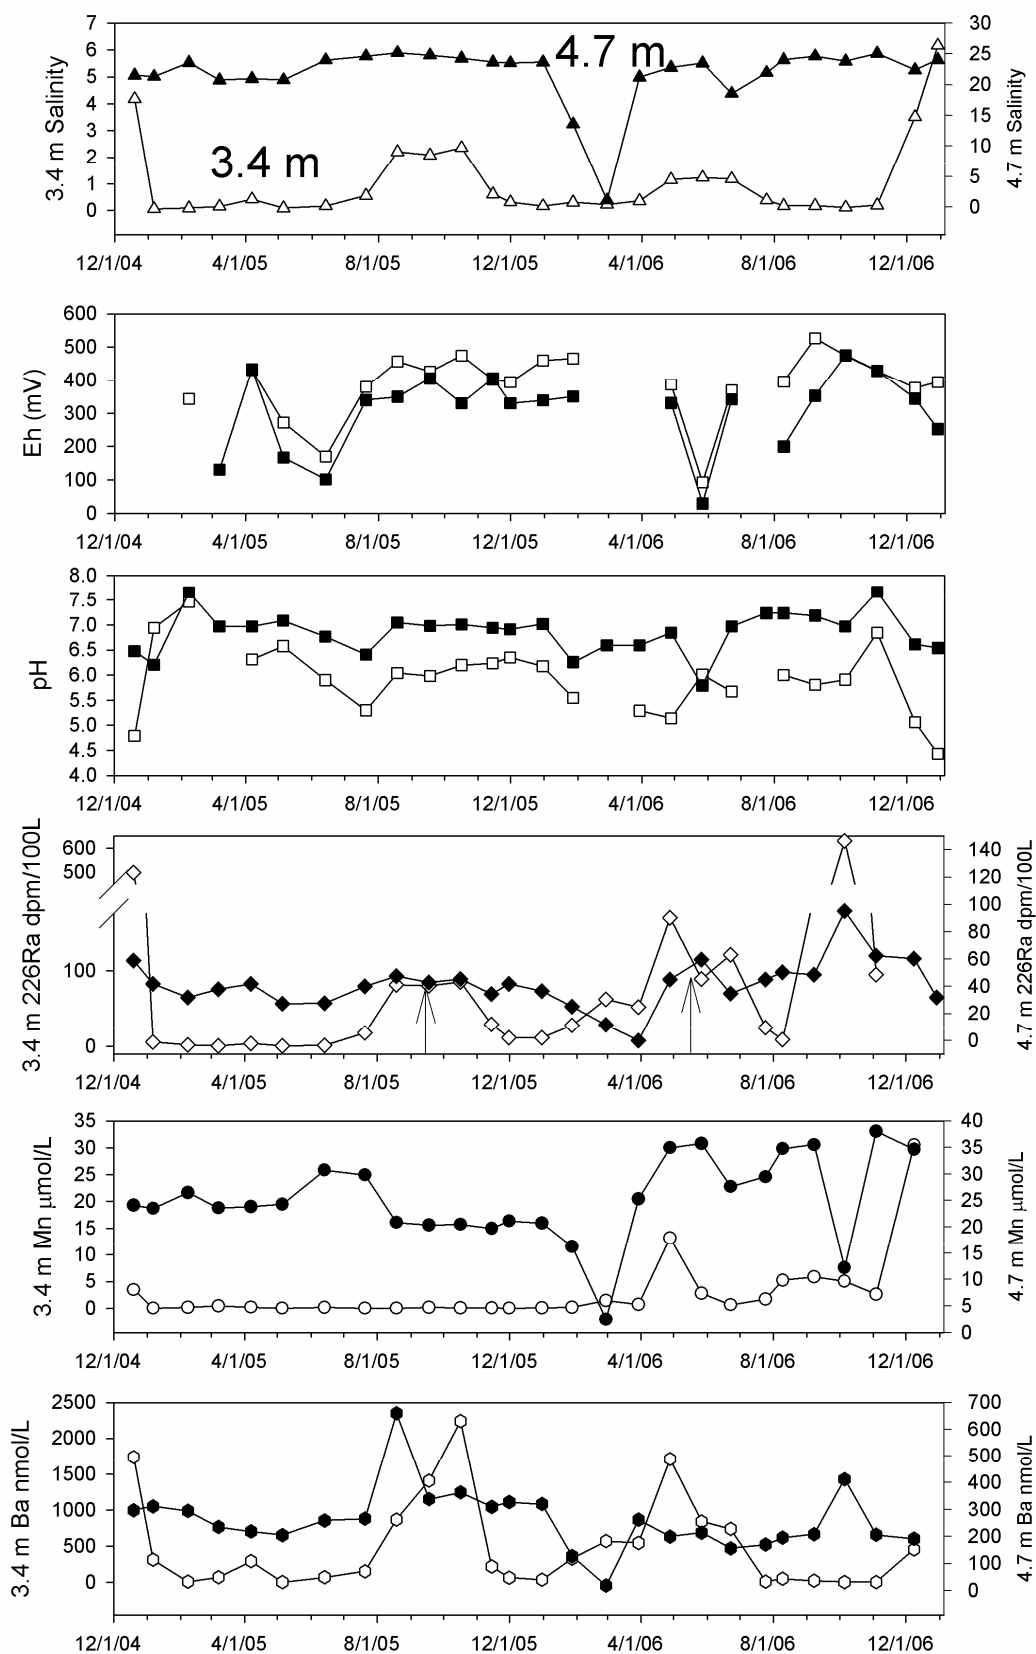 7 30
6 25
5 20
4 15
3 10
2 5
1 0
0
3.4 m Salinity
4.7 m Salinity
4.7 m
3.4 m
12/1/04 4/1/05 8/1/05 12/1/05 4/1/06 8/1/06 12/1/06
600
500
400
300
200
100
0
Eh (mV)
12/1/04 4/1/05 8/1/05 12/1/05 4/1/06 8/1/06 12/1/06
8.0
7.5
7.0
6.5
6.0
5.5
5.0
4.5
4.0
pH
12/1/04 4/1/05 8/1/05 12/1/05 4/1/06 8/1/06 12/1/06
600 140
500 120
100 100
0 80
60
40
20
0
3.4 m 226Ra dpm/100L
4.7 m 226Ra dpm/100L
12/1/04 4/1/05 8/1/05 12/1/05 4/1/06 8/1/06 12/1/06
35 40
30 35
25 30
20 25
15 20
10 15
5 10
0 5
0
3.4 m Mn μmol/L
4.7 m Mn μmol/L
12/1/04 4/1/05 8/1/05 12/1/05 4/1/06 8/1/06 12/1/06
2500 700
2000 600
1500 500
1000 400
500 300
0 200
100
0
3.4 m Ba nmol/L
4.7 m Ba nmol/L
12/1/04 4/1/05 8/1/05 12/1/05 4/1/06 8/1/06 12/1/06